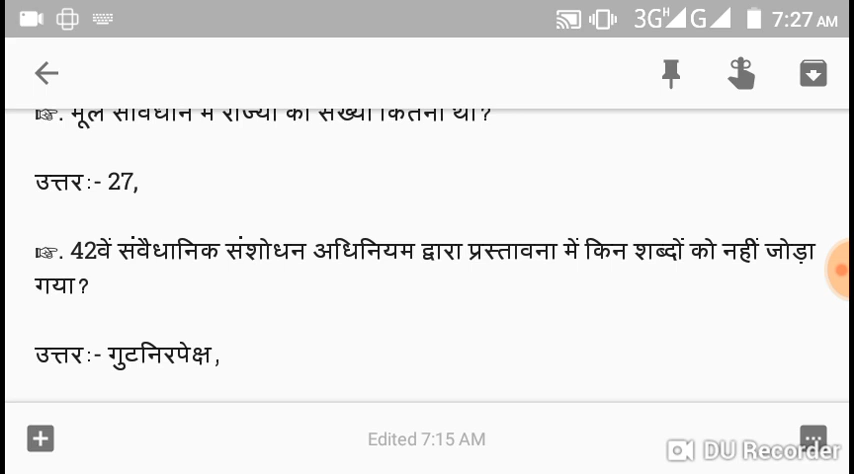 3G H G 7:27 AM
☞. मूल संविधान में राज्यों की संख्या कितनी थी?
उत्तर:- 27,
☞. 42वें संवैधानिक संशोधन अधिनियम द्वारा प्रस्तावना में किन शब्दों को नहीं जोड़ा
गया?
उत्तर:- गुटनिरपेक्ष,
Edited 7:15 AM
DU Recorder